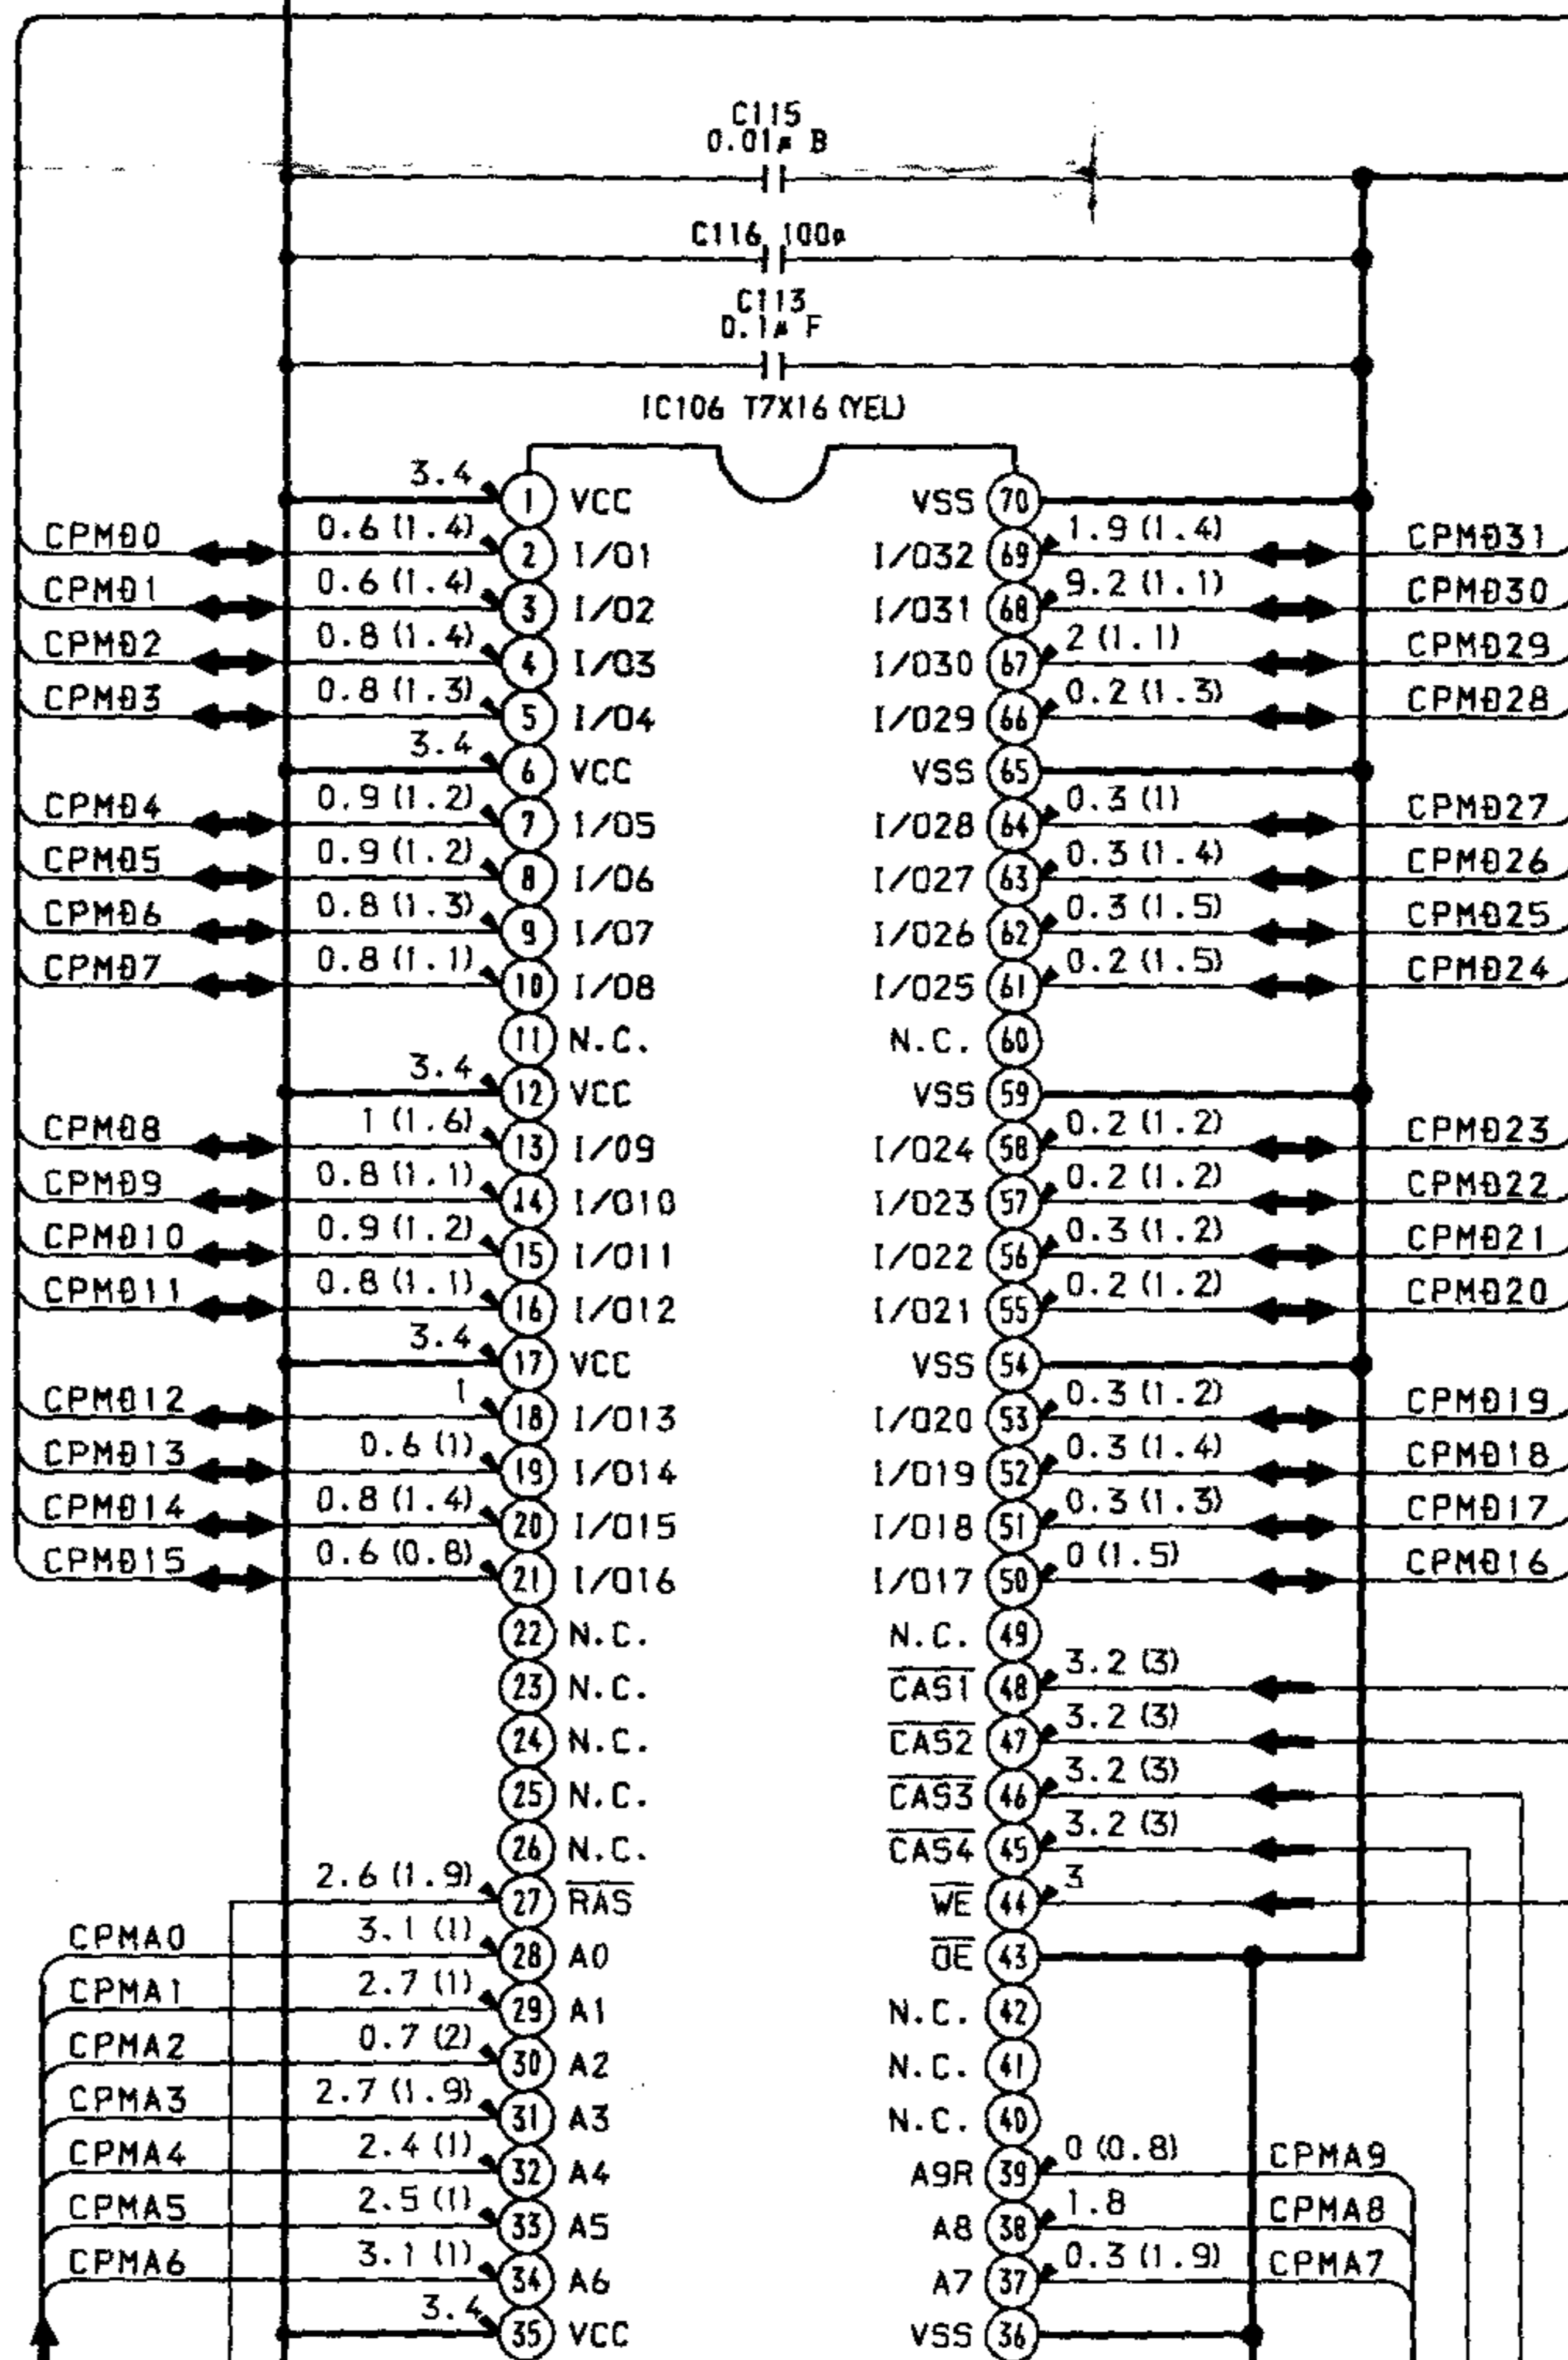 C115
0.01µ B
C116 100p
C113
0.1µ F
IC106 T7X16 (YEL)
3.4 1 VCC VSS 70
CPMD0 0.6 (1.4) 2 I/O1 I/O32 69 1.9 (1.4) CPMD31
CPMD1 0.6 (1.4) 3 I/O2 I/O31 68 9.2 (1.1) CPMD30
CPMD2 0.8 (1.4) 4 I/O3 I/O30 67 2 (1.1) CPMD29
CPMD3 0.8 (1.3) 5 I/O4 I/O29 66 0.2 (1.3) CPMD28
3.4 6 VCC VSS 65
CPMD4 0.9 (1.2) 7 I/O5 I/O28 64 0.3 (1) CPMD27
CPMD5 0.9 (1.2) 8 I/O6 I/O27 63 0.3 (1.4) CPMD26
CPMD6 0.8 (1.3) 9 I/O7 I/O26 62 0.3 (1.5) CPMD25
CPMD7 0.8 (1.1) 10 I/O8 I/O25 61 0.2 (1.5) CPMD24
11 N.C. N.C. 60
3.4 12 VCC VSS 59
CPMD8 1 (1.6) 13 I/O9 I/O24 58 0.2 (1.2) CPMD23
CPMD9 0.8 (1.1) 14 I/O10 I/O23 57 0.2 (1.2) CPMD22
CPMD10 0.9 (1.2) 15 I/O11 I/O22 56 0.3 (1.2) CPMD21
CPMD11 0.8 (1.1) 16 I/O12 I/O21 55 0.2 (1.2) CPMD20
3.4 17 VCC VSS 54
CPMD12 1 18 I/O13 I/O20 53 0.3 (1.2) CPMD19
CPMD13 0.6 (1) 19 I/O14 I/O19 52 0.3 (1.4) CPMD18
CPMD14 0.8 (1.4) 20 I/O15 I/O18 51 0.3 (1.3) CPMD17
CPMD15 0.6 (0.8) 21 I/O16 I/O17 50 0 (1.5) CPMD16
22 N.C. N.C. 49
23 N.C. CAS1 48 3.2 (3)
24 N.C. CAS2 47 3.2 (3)
25 N.C. CAS3 46 3.2 (3)
26 N.C. CAS4 45 3.2 (3)
2.6 (1.9) 27 RAS WE 44 3
CPMA0 3.1 (1) 28 A0 OE 43
CPMA1 2.7 (1) 29 A1 N.C. 42
CPMA2 0.7 (2) 30 A2 N.C. 41
CPMA3 2.7 (1.9) 31 A3 N.C. 40
CPMA4 2.4 (1) 32 A4 A9R 39 0 (0.8) CPMA9
CPMA5 2.5 (1) 33 A5 A8 38 1.8 CPMA8
CPMA6 3.1 (1) 34 A6 A7 37 0.3 (1.9) CPMA7
3.4 35 VCC VSS 36